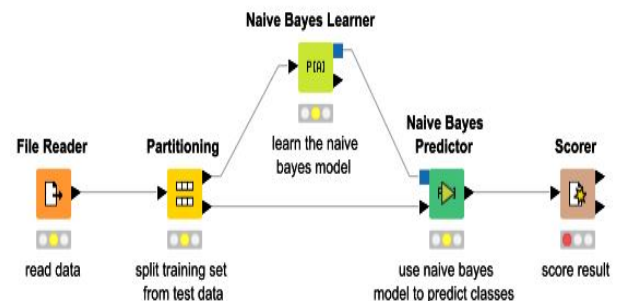 Naive Bayes Learner
P[A]
learn the naive
bayes model
File Reader
read data
Partitioning
split training set
from test data
Naive Bayes
Predictor
use naive bayes
model to predict classes
Scorer
score result